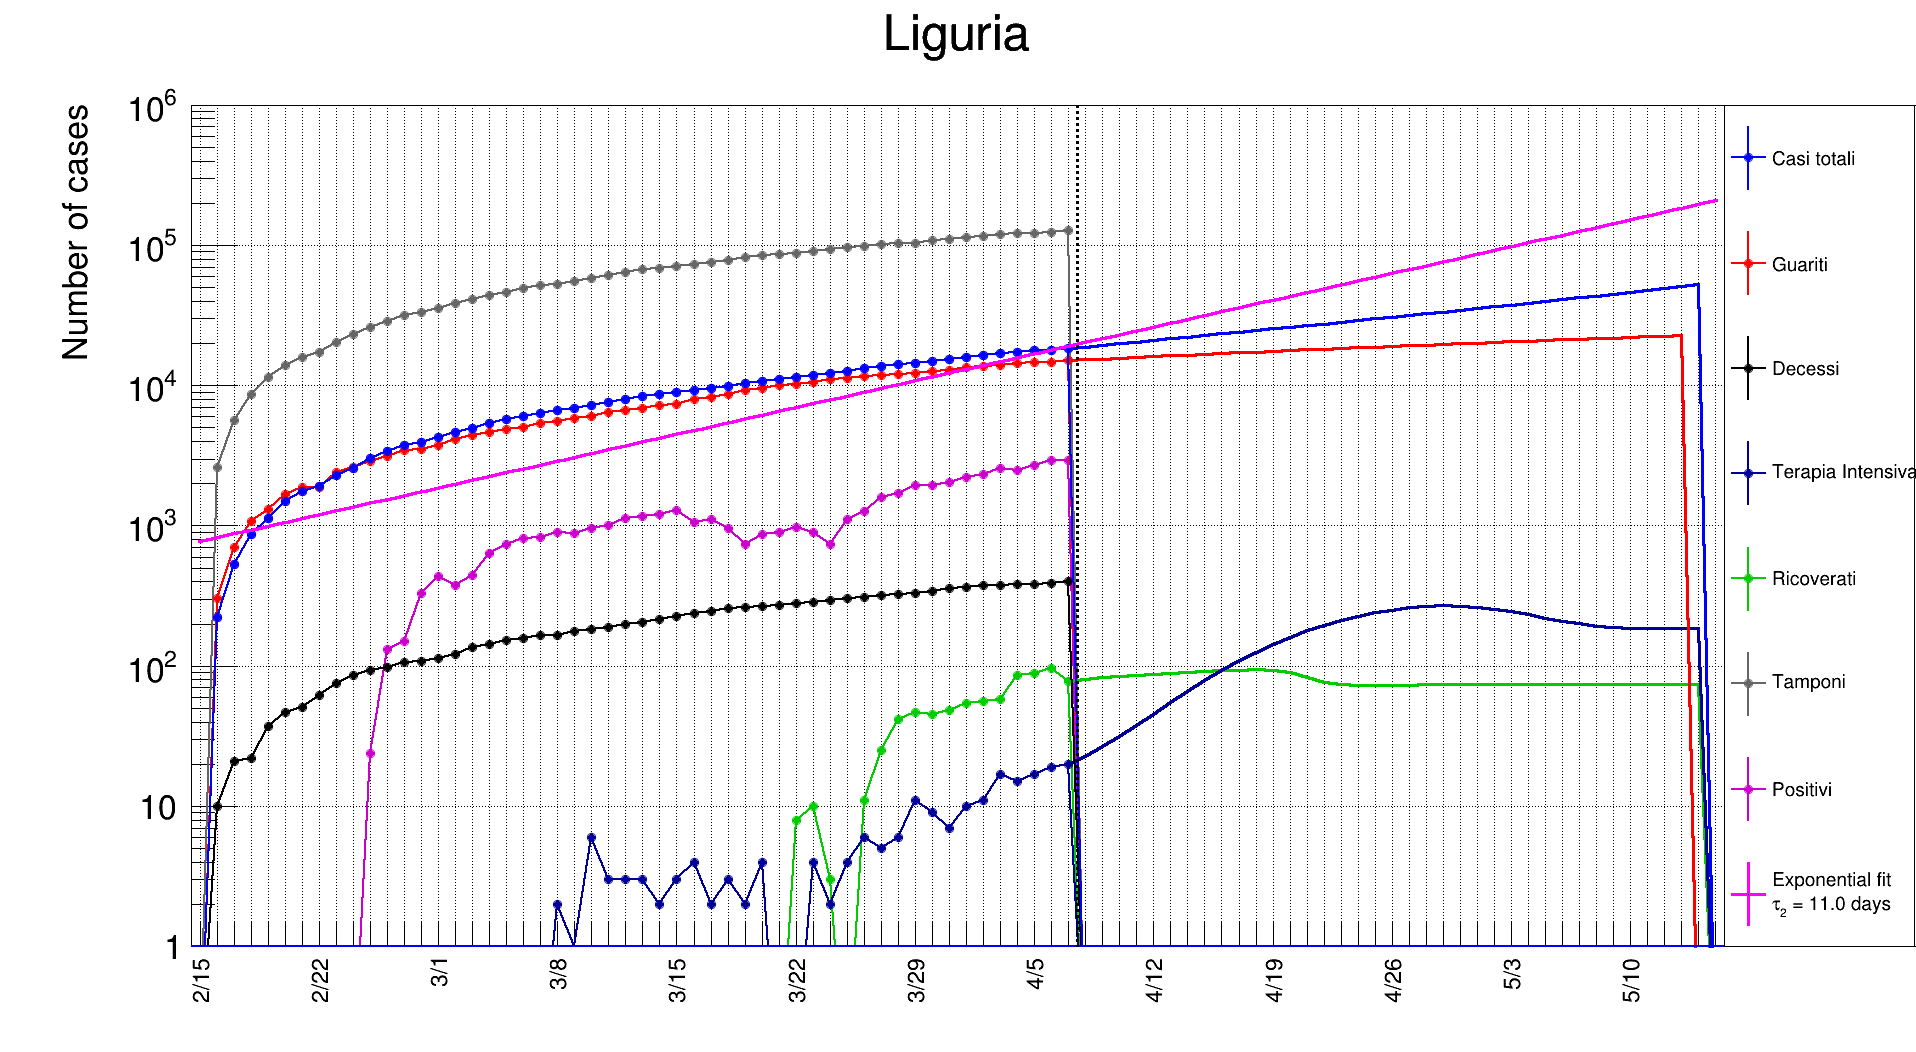 Liguria
Number of cases
10^6
10^5
10^4
10^3
10^2
10
1
2/15
2/22
3/1
3/8
3/15
3/22
3/29
4/5
4/12
4/19
4/26
5/3
5/10
Casi totali
Guariti
Decessi
Terapia Intensiva
Ricoverati
Tamponi
Positivi
Exponential fit
τ_2 = 11.0 days